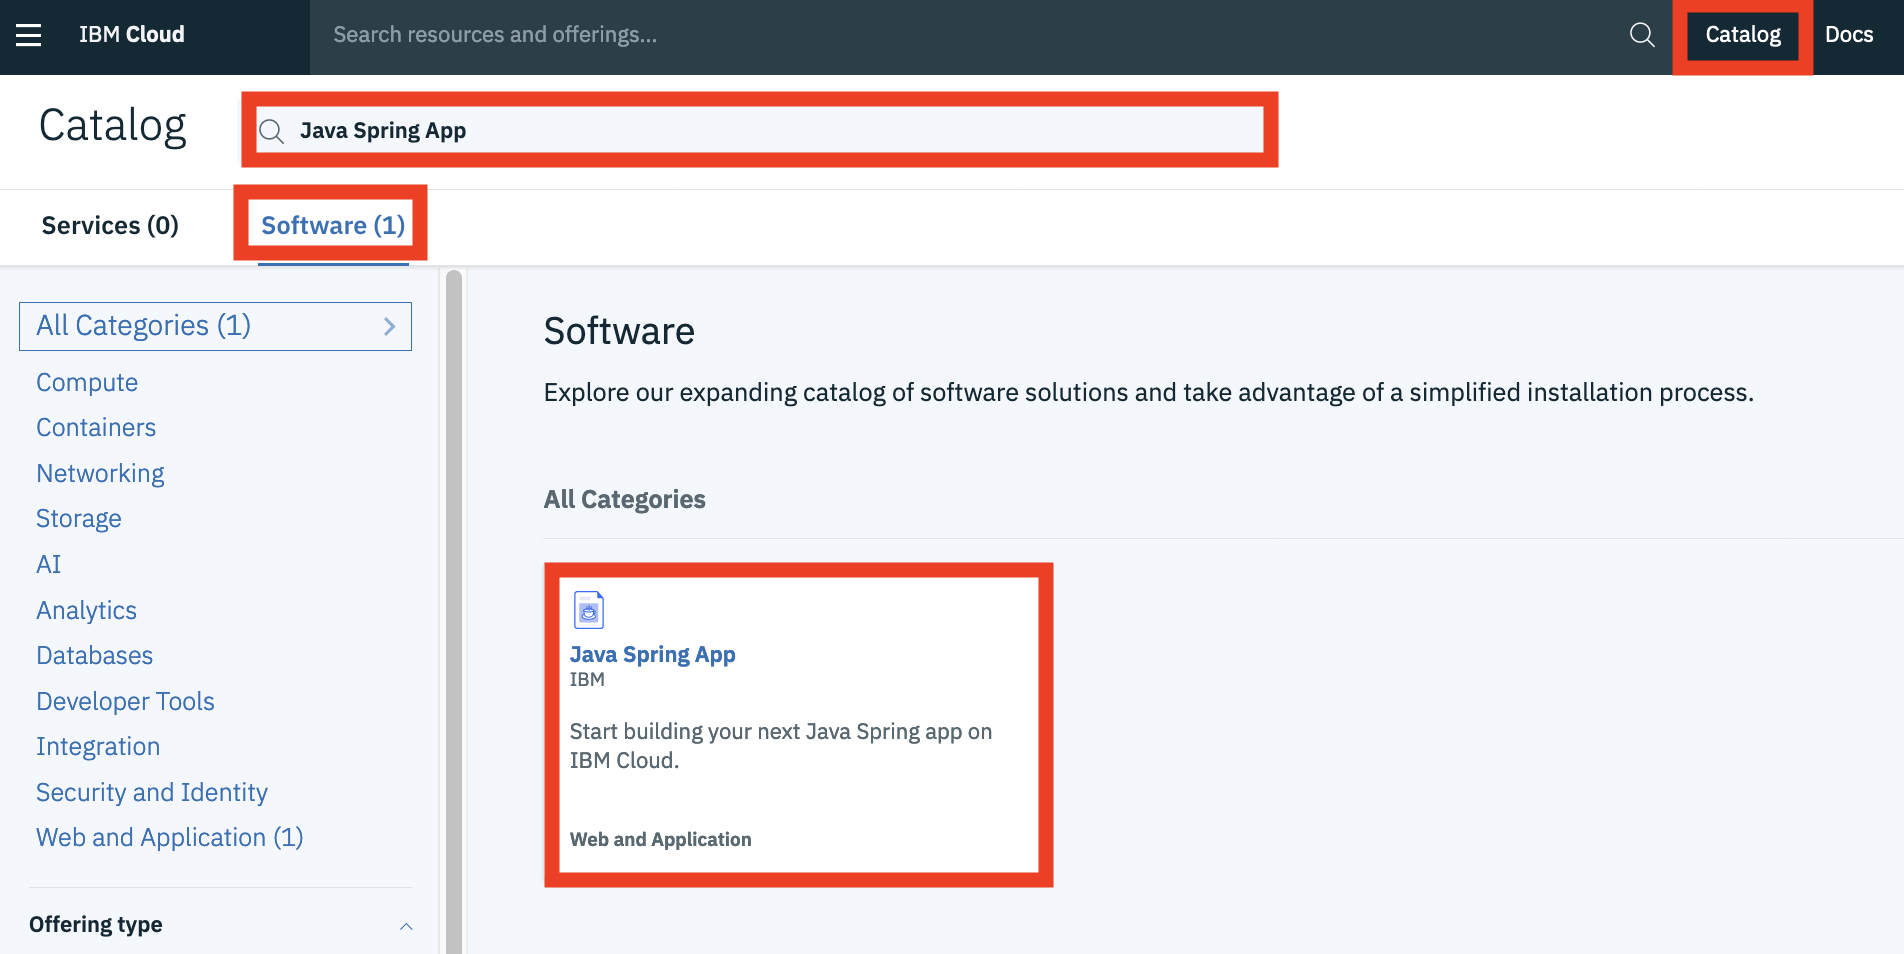 IBM Cloud
Search resources and offerings...
Catalog
Docs
Catalog
Java Spring App
Services (0)
Software (1)
All Categories (1)
Compute
Containers
Networking
Storage
AI
Analytics
Databases
Developer Tools
Integration
Security and Identity
Web and Application (1)
Offering type
Software
Explore our expanding catalog of software solutions and take advantage of a simplified installation process.
All Categories
Java Spring App
IBM
Start building your next Java Spring app on
IBM Cloud.
Web and Application